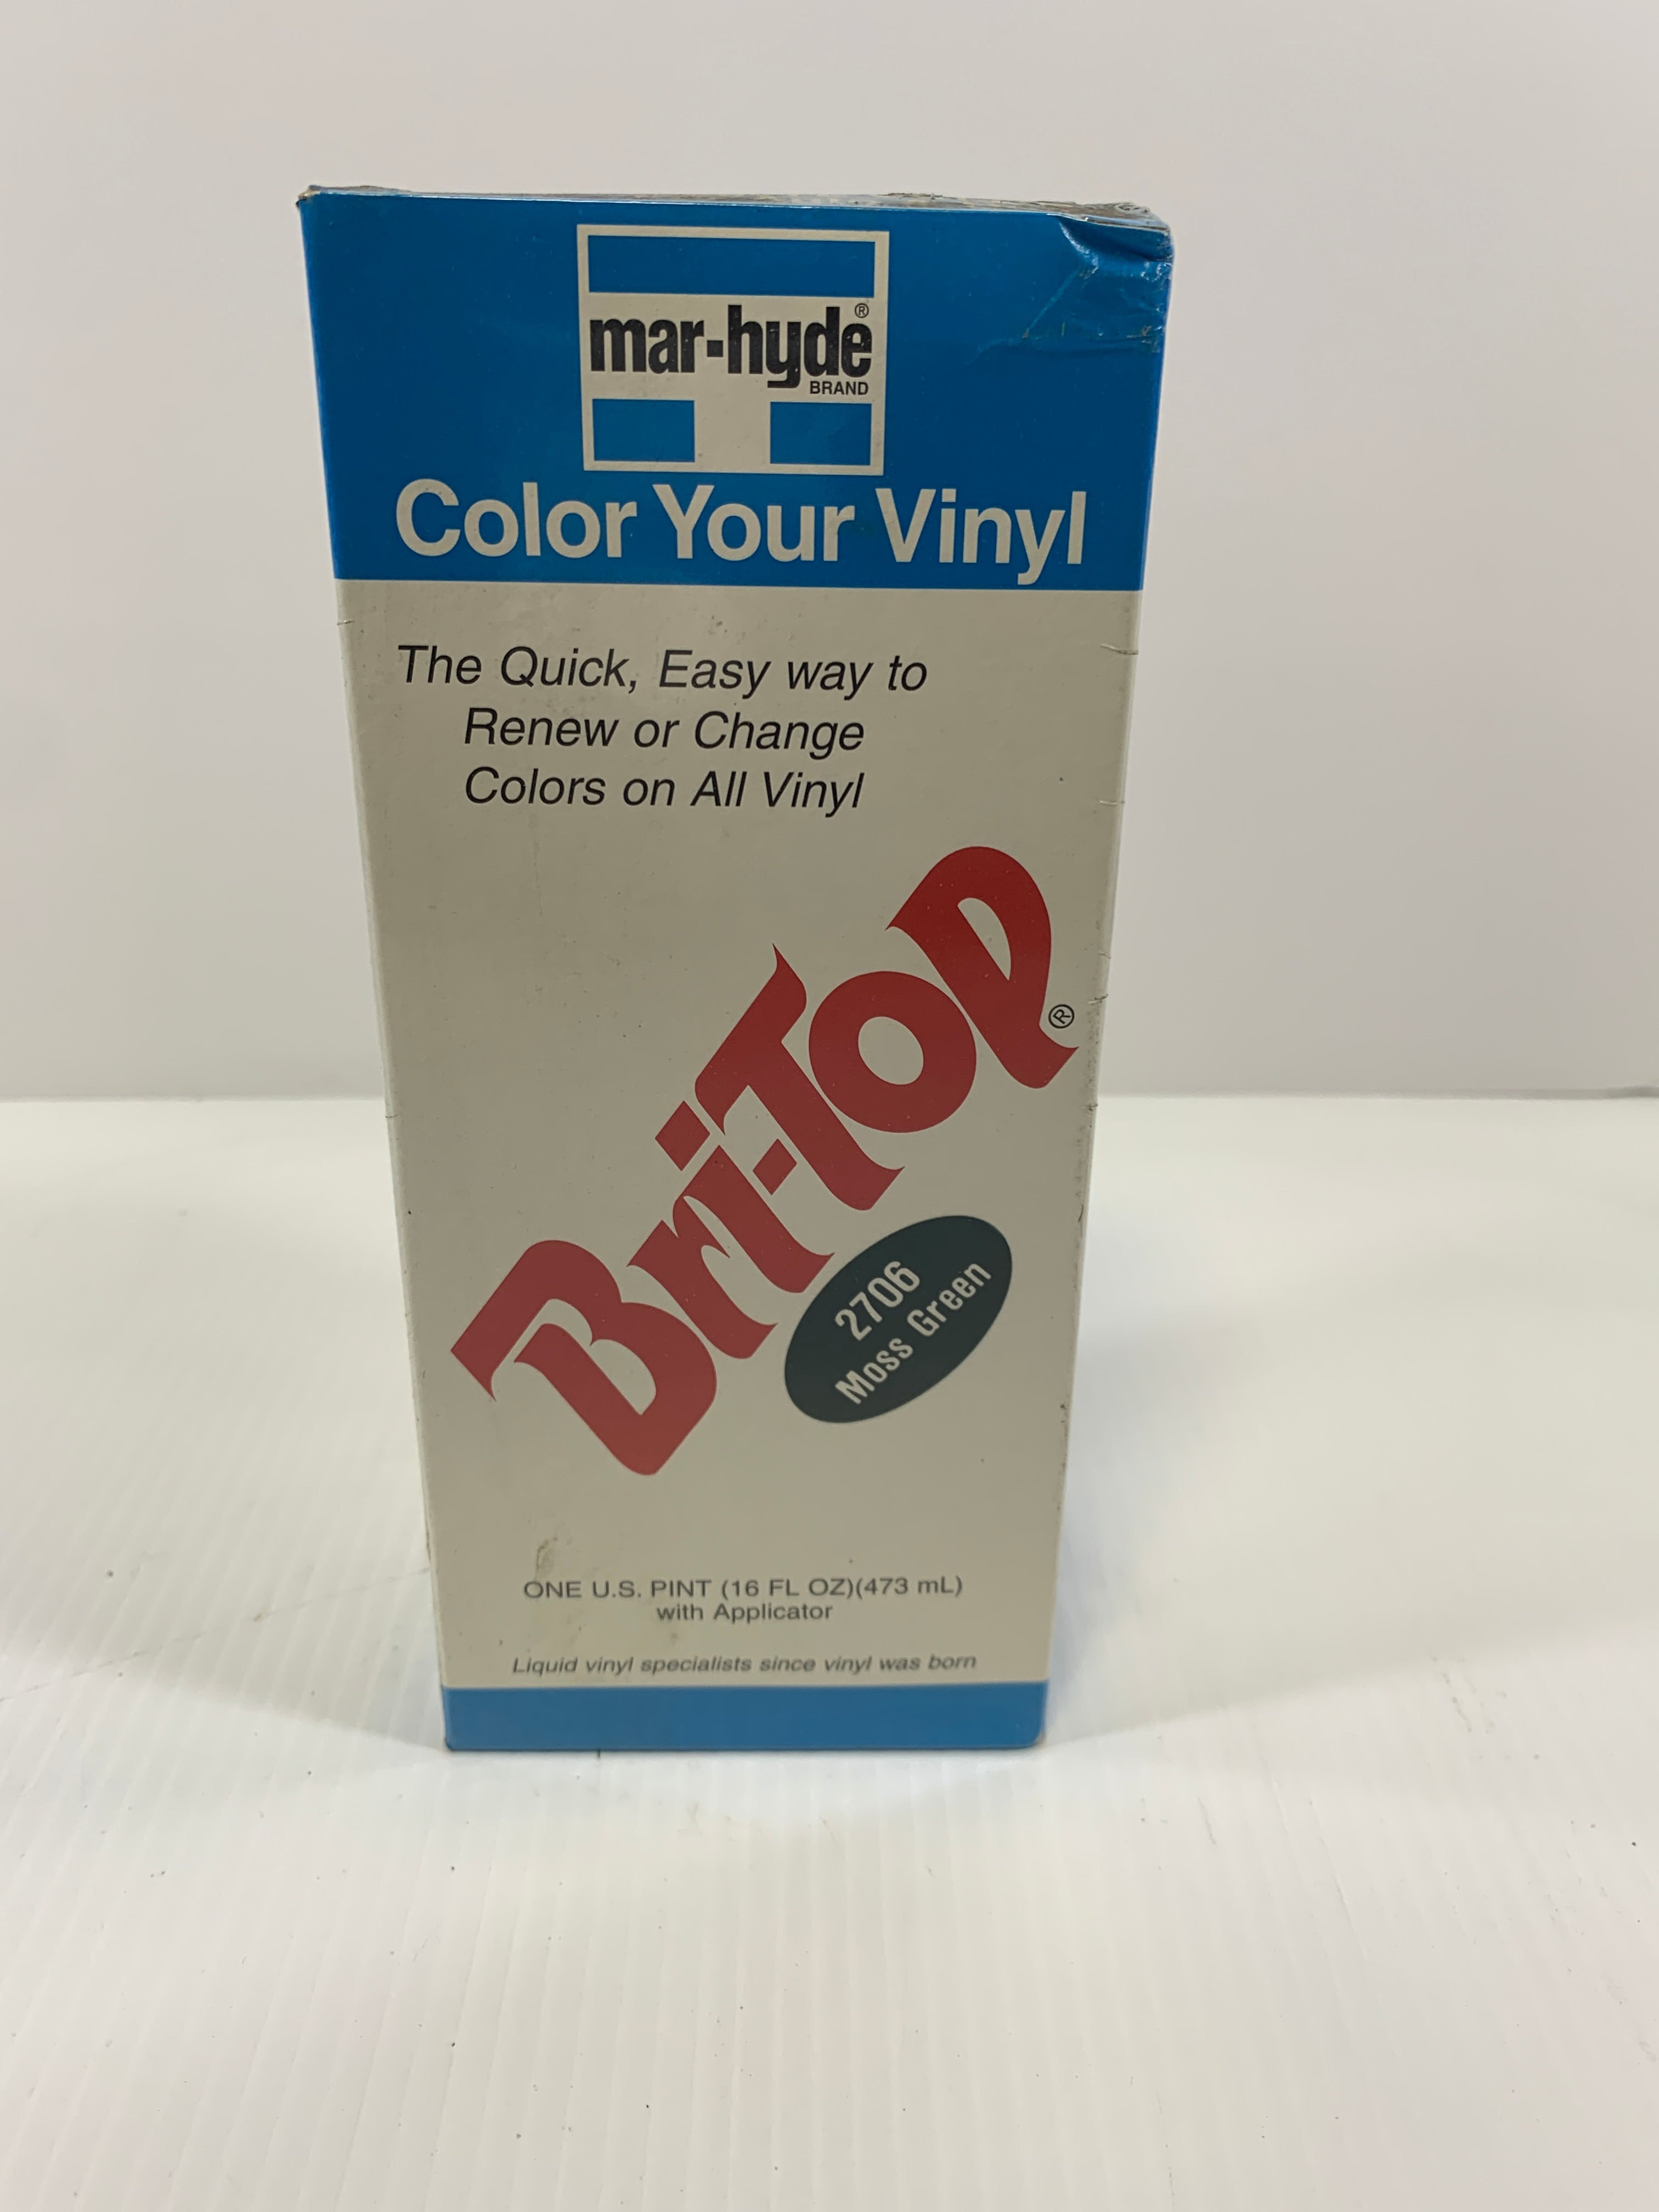 mar-hyde®
BRAND
Color Your Vinyl
The Quick, Easy way to
Renew or Change
Colors on All Vinyl
Bri-Top®
2706
Moss Green
ONE U.S. PINT (16 FL OZ)(473 mL)
with Applicator
Liquid vinyl specialists since vinyl was born